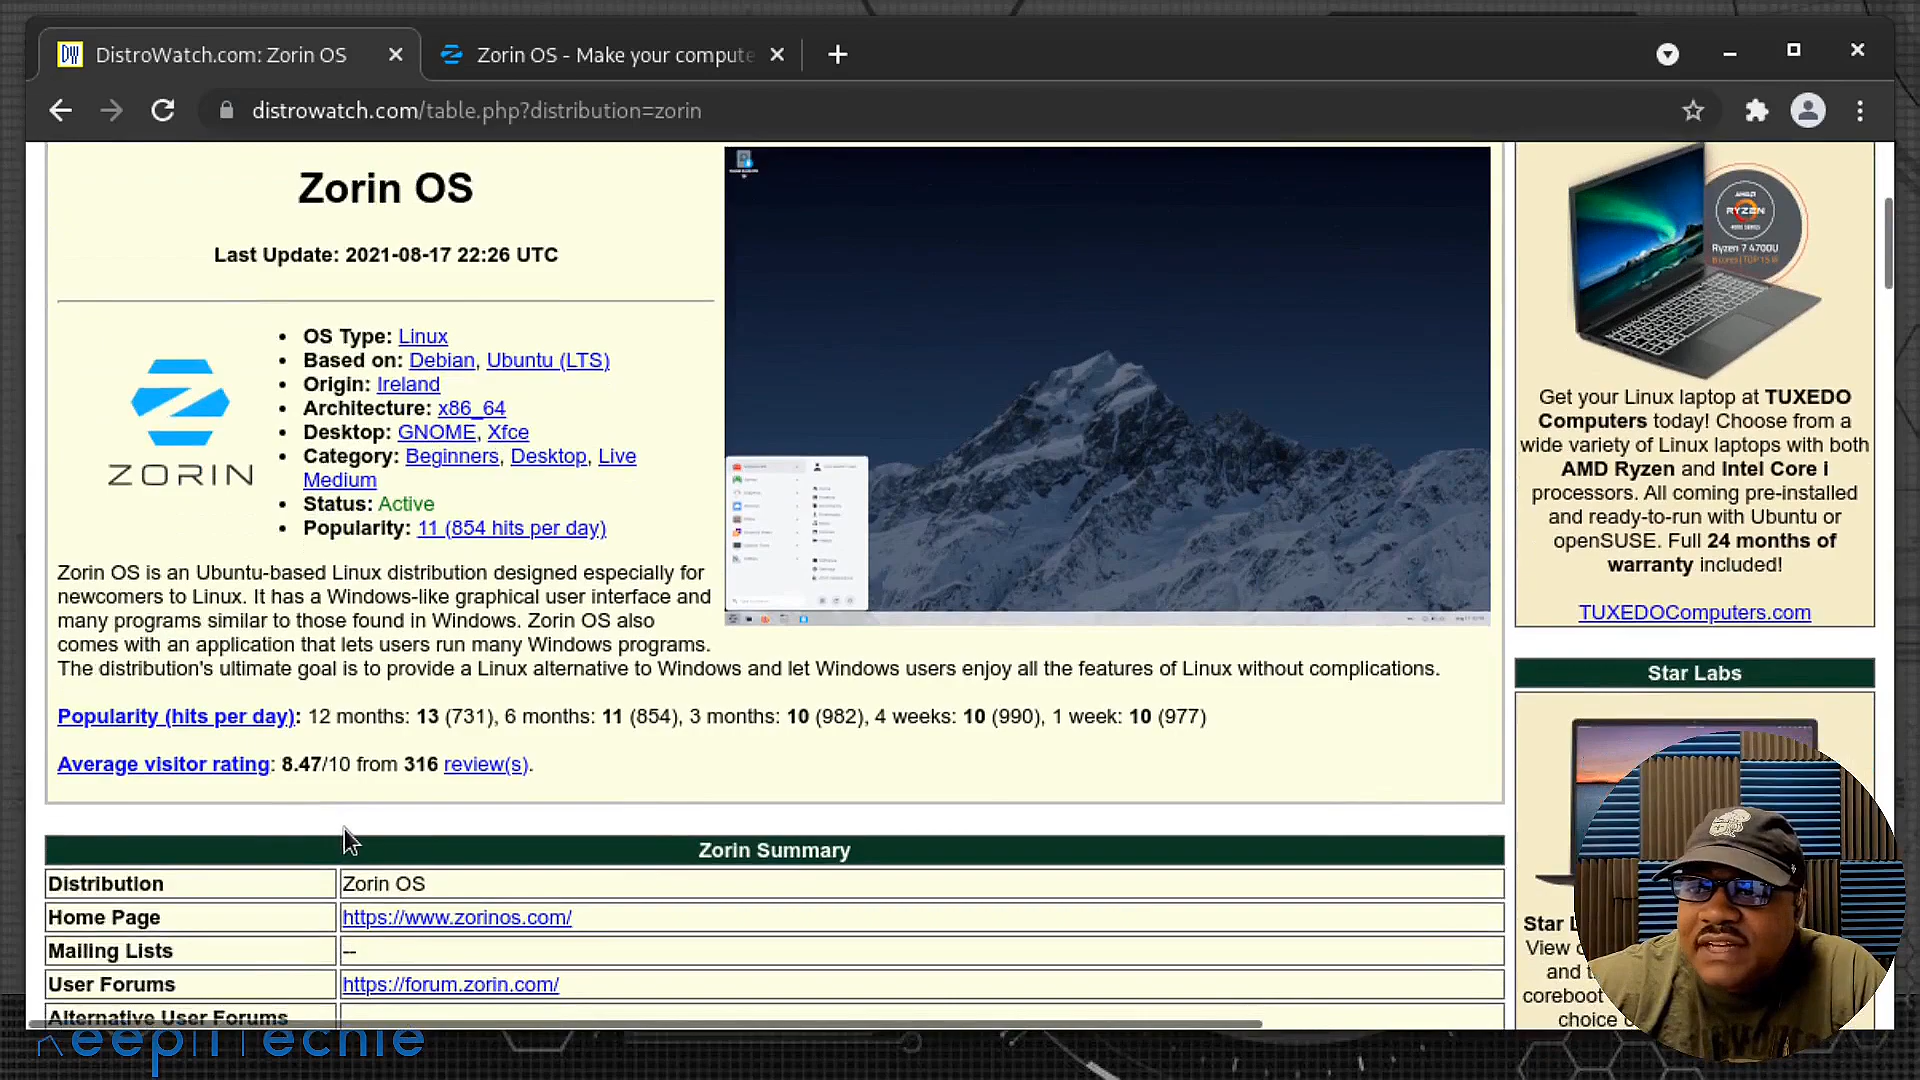 DistroWatch.com: Zorin OS
Zorin OS - Make your compute
distrowatch.com/table.php?distribution=zorin
Zorin OS
Last Update: 2021-08-17 22:26 UTC
ZORIN
• OS Type: Linux
• Based on: Debian, Ubuntu (LTS)
• Origin: Ireland
• Architecture: x86_64
• Desktop: GNOME, Xfce
• Category: Beginners, Desktop, Live
Medium
• Status: Active
• Popularity: 11 (854 hits per day)
Zorin OS is an Ubuntu-based Linux distribution designed especially for
newcomers to Linux. It has a Windows-like graphical user interface and
many programs similar to those found in Windows. Zorin OS also
comes with an application that lets users run many Windows programs.
The distribution's ultimate goal is to provide a Linux alternative to Windows and let Windows users enjoy all the features of Linux without complications.
Popularity (hits per day): 12 months: 13 (731), 6 months: 11 (854), 3 months: 10 (982), 4 weeks: 10 (990), 1 week: 10 (977)
Average visitor rating: 8.47/10 from 316 review(s).
Zorin Summary
Distribution Zorin OS
Home Page https://www.zorinos.com/
Mailing Lists --
User Forums https://forum.zorin.com/
Alternative User Forums
AMD
RYZEN
Ryzen 7 4700U
Get your Linux laptop at TUXEDO
Computers today! Choose from a
wide variety of Linux laptops with both
AMD Ryzen and Intel Core i
processors. All coming pre-installed
and ready-to-run with Ubuntu or
openSUSE. Full 24 months of
warranty included!
TUXEDOComputers.com
Star Labs
Star L
View
and
coreboot
choice
KeepItTechie